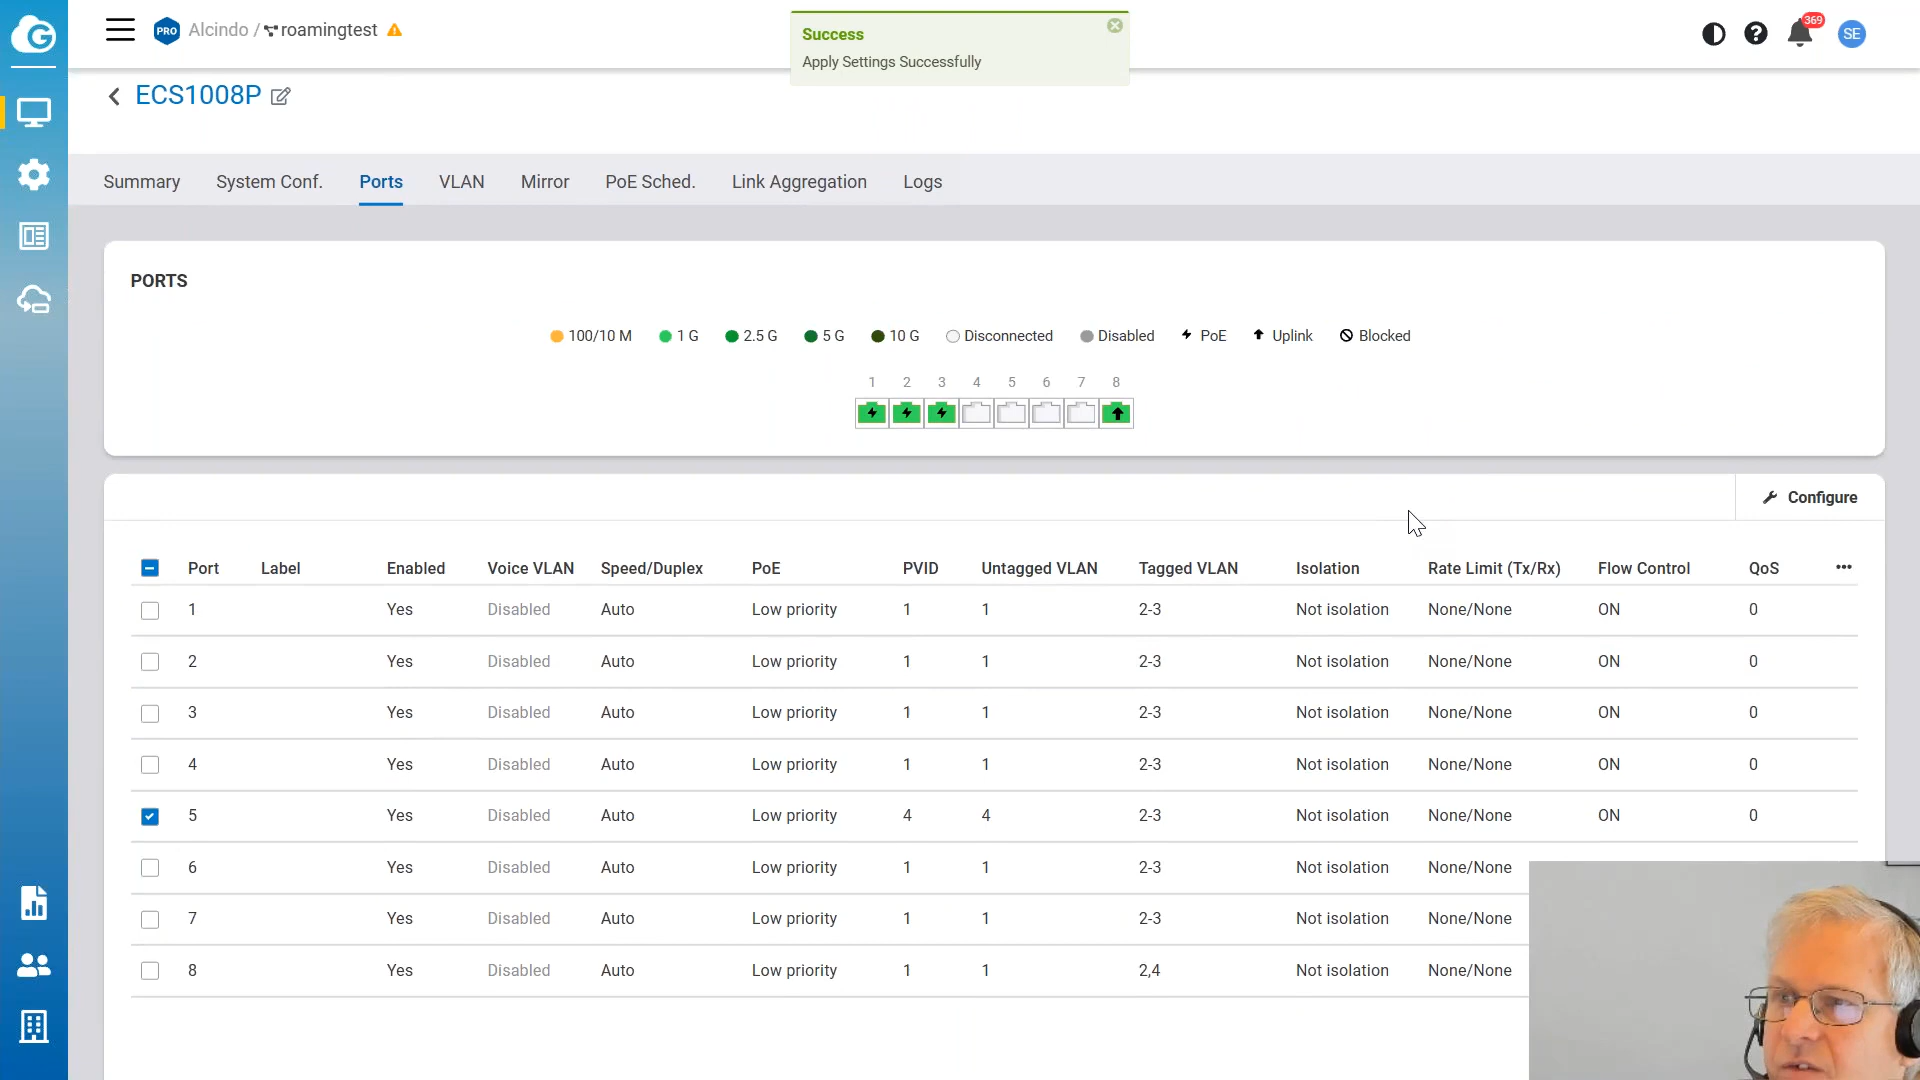 PRO Alcindo / roamingtest
Success
Apply Settings Successfully
369
SE
ECS1008P
Summary System Conf. Ports VLAN Mirror PoE Sched. Link Aggregation Logs
PORTS
100/10 M 1 G 2.5 G 5 G 10 G Disconnected Disabled PoE Uplink Blocked
1 2 3 4 5 6 7 8
Configure
Port Label Enabled Voice VLAN Speed/Duplex PoE PVID Untagged VLAN Tagged VLAN Isolation Rate Limit (Tx/Rx) Flow Control QoS
1 Yes Disabled Auto Low priority 1 1 2-3 Not isolation None/None ON 0
2 Yes Disabled Auto Low priority 1 1 2-3 Not isolation None/None ON 0
3 Yes Disabled Auto Low priority 1 1 2-3 Not isolation None/None ON 0
4 Yes Disabled Auto Low priority 1 1 2-3 Not isolation None/None ON 0
5 Yes Disabled Auto Low priority 4 4 2-3 Not isolation None/None ON 0
6 Yes Disabled Auto Low priority 1 1 2-3 Not isolation None/None
7 Yes Disabled Auto Low priority 1 1 2-3 Not isolation None/None
8 Yes Disabled Auto Low priority 1 1 2,4 Not isolation None/None